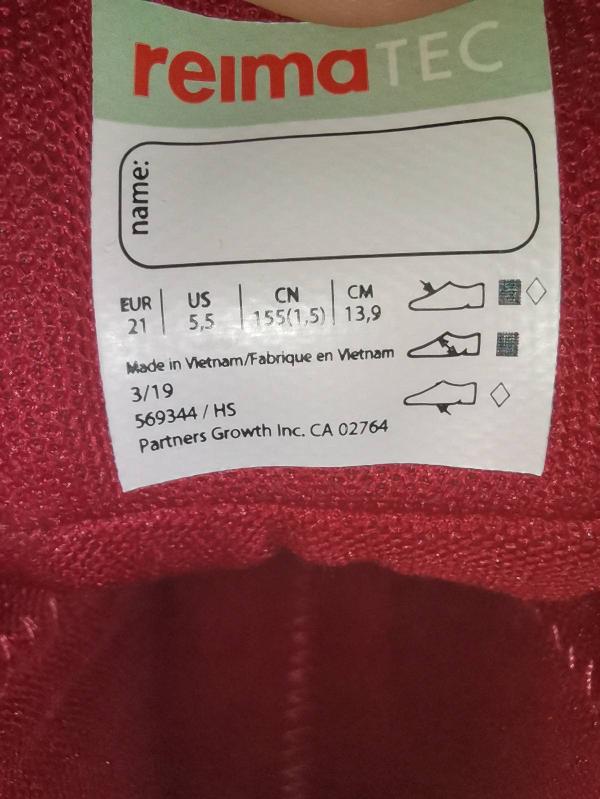 reimaTEC
name:
EUR US CN CM
21 5,5 155(1,5) 13,9
Made in Vietnam/Fabrique en Vietnam
3/19
569344 / HS
Partners Growth Inc. CA 02764